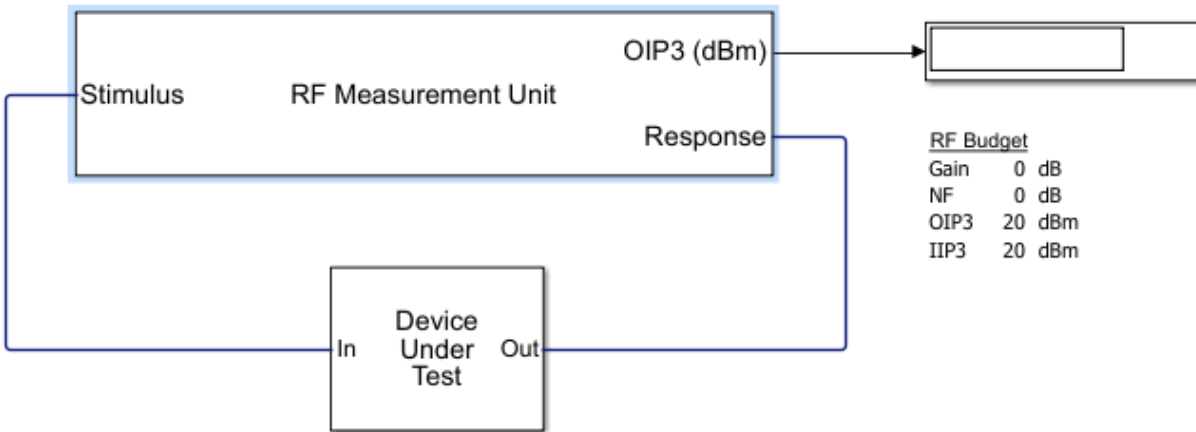 OIP3 (dBm)
Stimulus
RF Measurement Unit
Response
RF Budget
Gain 0 dB
NF 0 dB
OIP3 20 dBm
IIP3 20 dBm
Device
Under
Test
In
Out